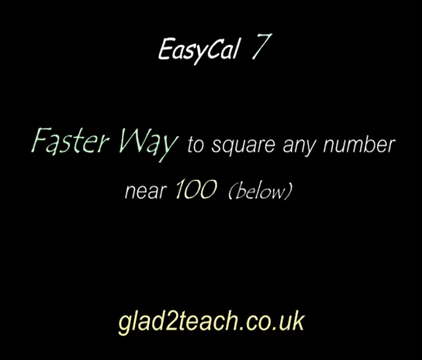 EasyCal 7
Faster Way to square any number
near 100 (below)
glad2teach.co.uk